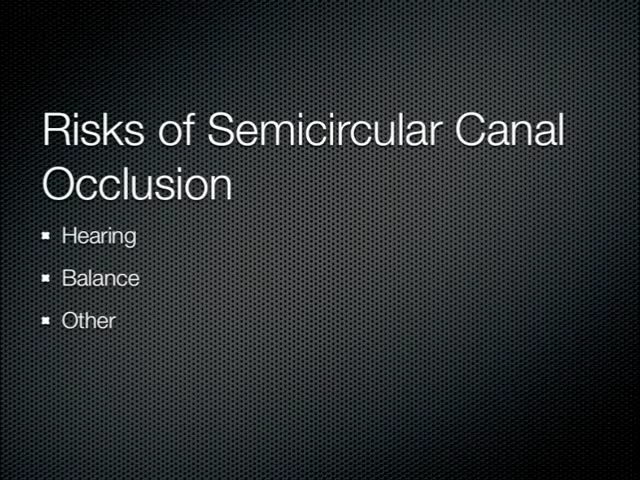 Risks of Semicircular Canal
Occlusion
Hearing
Balance
Other